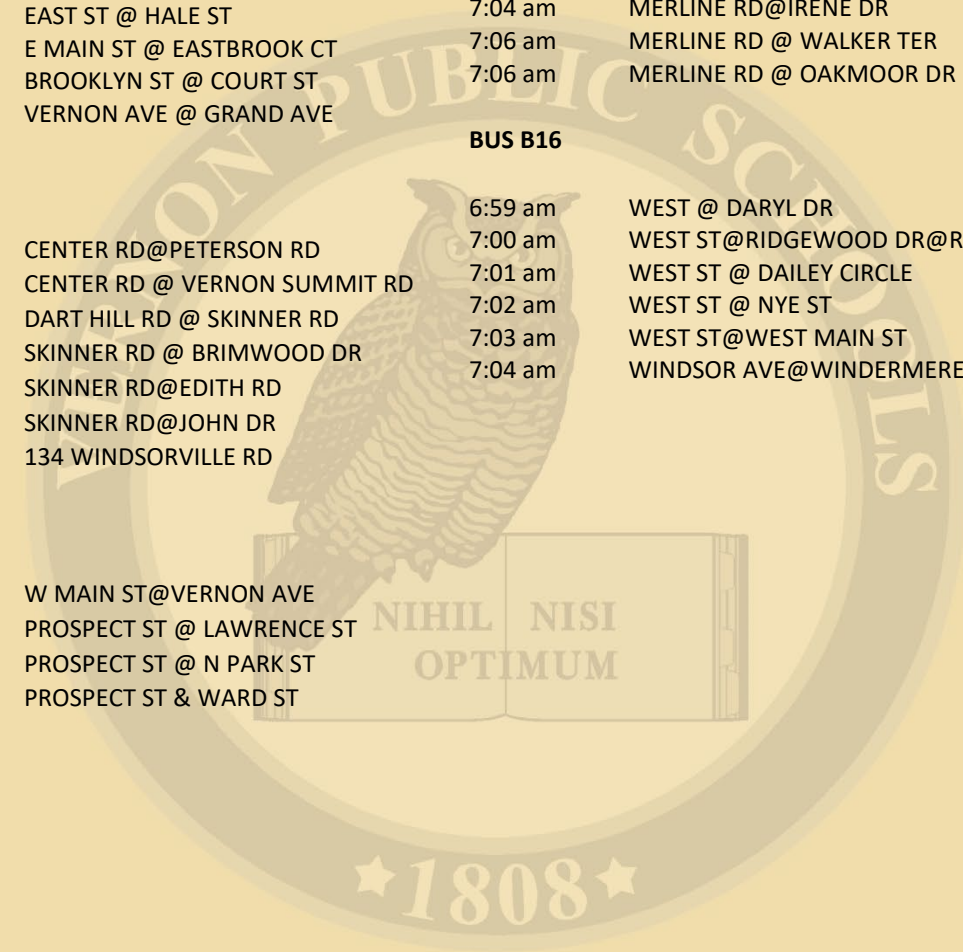 EAST ST @ HALE ST
E MAIN ST @ EASTBROOK CT
BROOKLYN ST @ COURT ST
VERNON AVE @ GRAND AVE
CENTER RD@PETERSON RD
CENTER RD @ VERNON SUMMIT RD
DART HILL RD @ SKINNER RD
SKINNER RD @ BRIMWOOD DR
SKINNER RD@EDITH RD
SKINNER RD@JOHN DR
134 WINDSORVILLE RD
W MAIN ST@VERNON AVE
PROSPECT ST @ LAWRENCE ST
PROSPECT ST @ N PARK ST
PROSPECT ST & WARD ST
7:04 am MERLINE RD@IRENE DR
7:06 am MERLINE RD @ WALKER TER
7:06 am MERLINE RD @ OAKMOOR DR
BUS B16
6:59 am WEST @ DARYL DR
7:00 am WEST ST@RIDGEWOOD DR@R
7:01 am WEST ST @ DAILEY CIRCLE
7:02 am WEST ST @ NYE ST
7:03 am WEST ST@WEST MAIN ST
7:04 am WINDSOR AVE@WINDERMERE
VERNON PUBLIC SCHOOLS
NIHIL NISI
OPTIMUM
1808